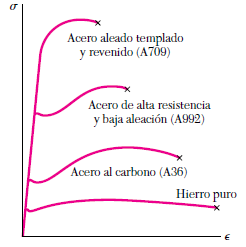 σ
Acero aleado templado
y revenido (A709)
Acero de alta resistencia
y baja aleación (A992)
Acero al carbono (A36)
Hierro puro
ϵ